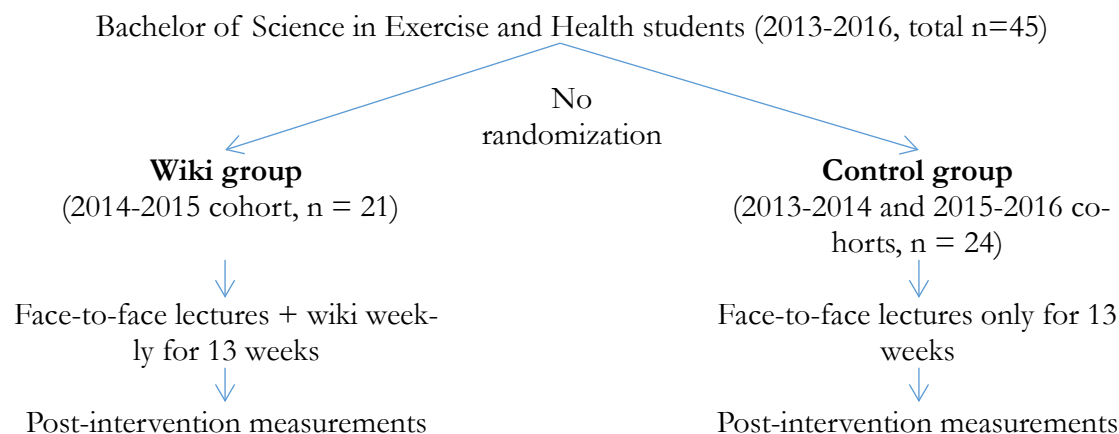 Bachelor of Science in Exercise and Health students (2013-2016, total n=45)
No
randomization
Wiki group
(2014-2015 cohort, n = 21)
Control group
(2013-2014 and 2015-2016 co-
horts, n = 24)
Face-to-face lectures + wiki week-
ly for 13 weeks
Face-to-face lectures only for 13
weeks
Post-intervention measurements
Post-intervention measurements